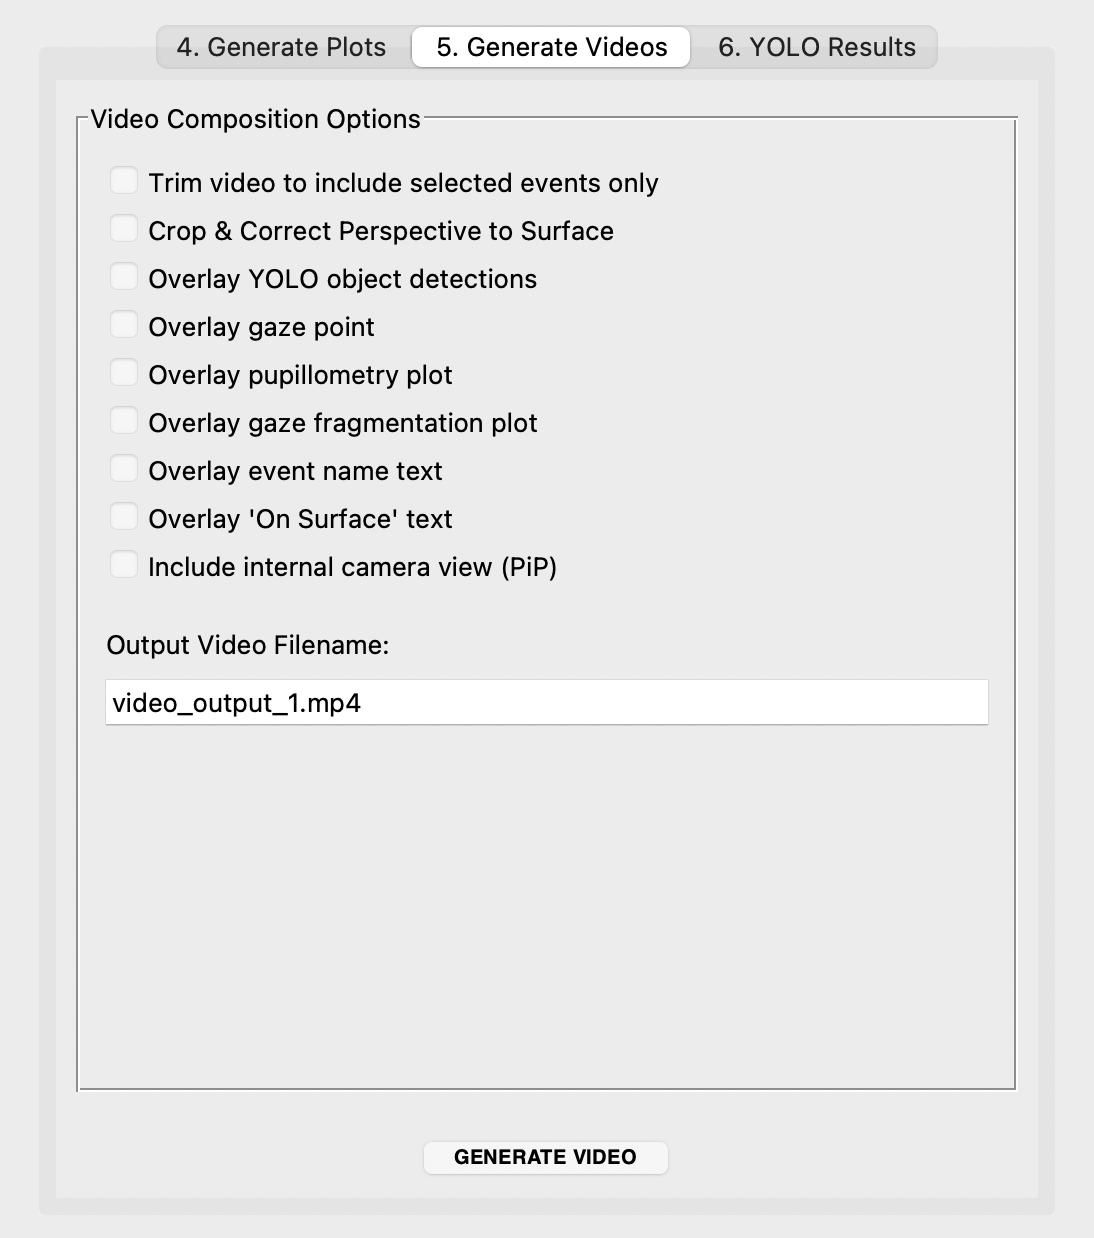 4. Generate Plots 5. Generate Videos 6. YOLO Results
Video Composition Options
Trim video to include selected events only
Crop & Correct Perspective to Surface
Overlay YOLO object detections
Overlay gaze point
Overlay pupillometry plot
Overlay gaze fragmentation plot
Overlay event name text
Overlay 'On Surface' text
Include internal camera view (PiP)
Output Video Filename:
video_output_1.mp4
GENERATE VIDEO